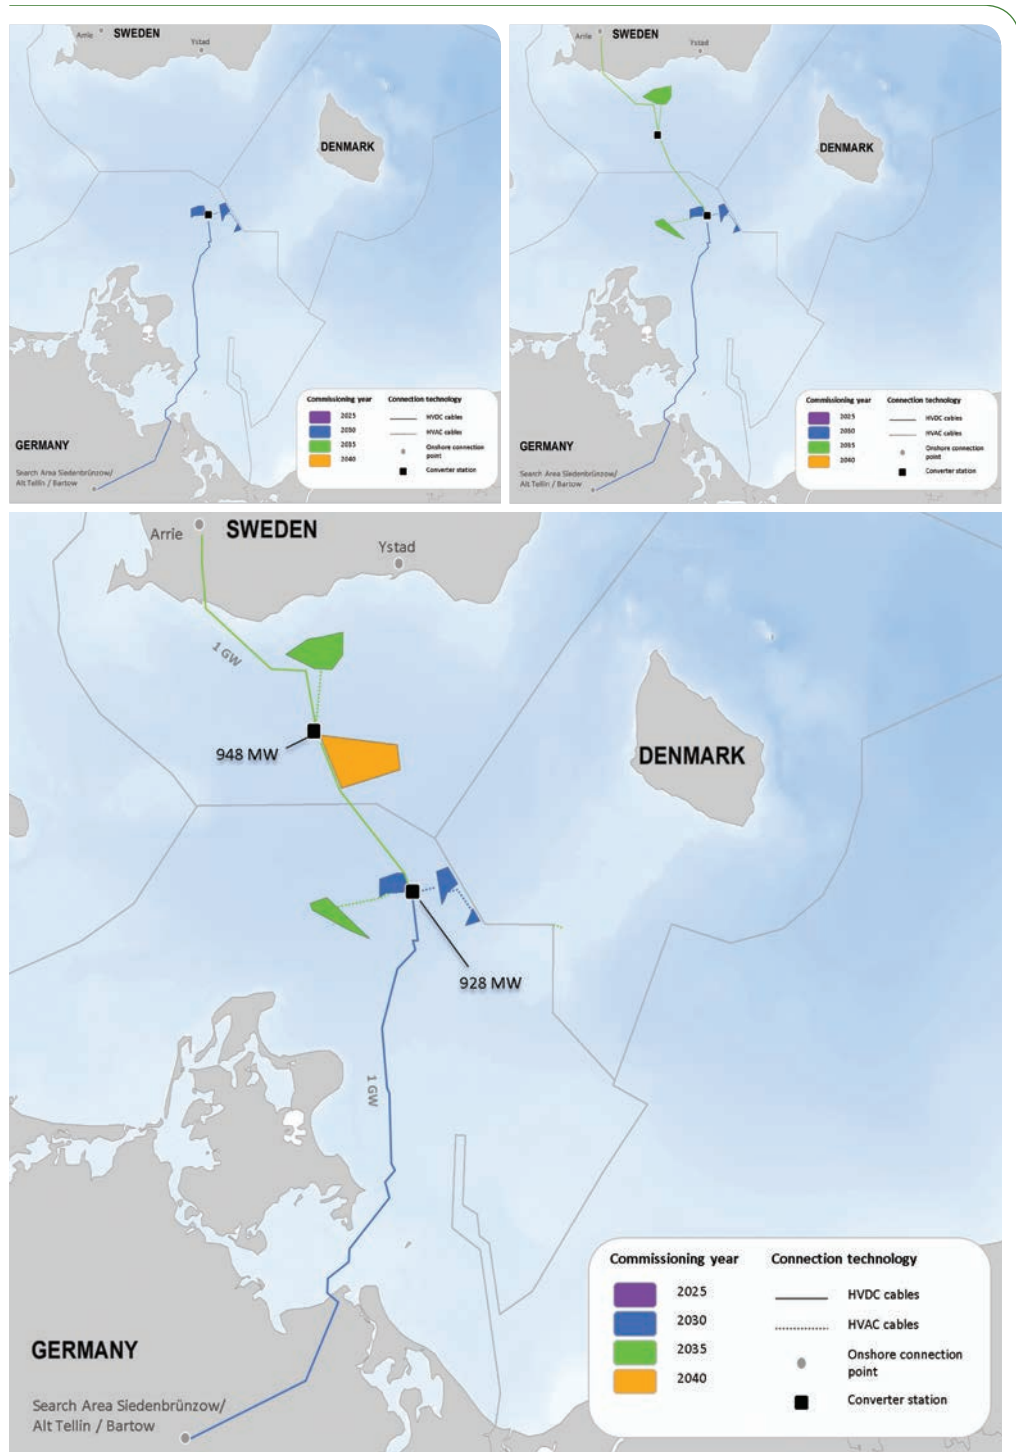 Arrie
SWEDEN
Ystad
DENMARK
GERMANY
Search Area Siedenbrünzow/
Alt Tellin / Bartow
Commissioning year
2025
2030
2035
2040
Connection technology
HVDC cables
HVAC cables
Onshore connection
point
Converter station
Arrie
SWEDEN
Ystad
DENMARK
GERMANY
Search Area Siedenbrünzow/
Alt Tellin / Bartow
Commissioning year
2025
2030
2035
2040
Connection technology
HVDC cables
HVAC cables
Onshore connection
point
Converter station
Arrie
SWEDEN
Ystad
1 GW
948 MW
DENMARK
928 MW
1 GW
GERMANY
Search Area Siedenbrünzow/
Alt Tellin / Bartow
Commissioning year
2025
2030
2035
2040
Connection technology
HVDC cables
HVAC cables
Onshore connection
point
Converter station